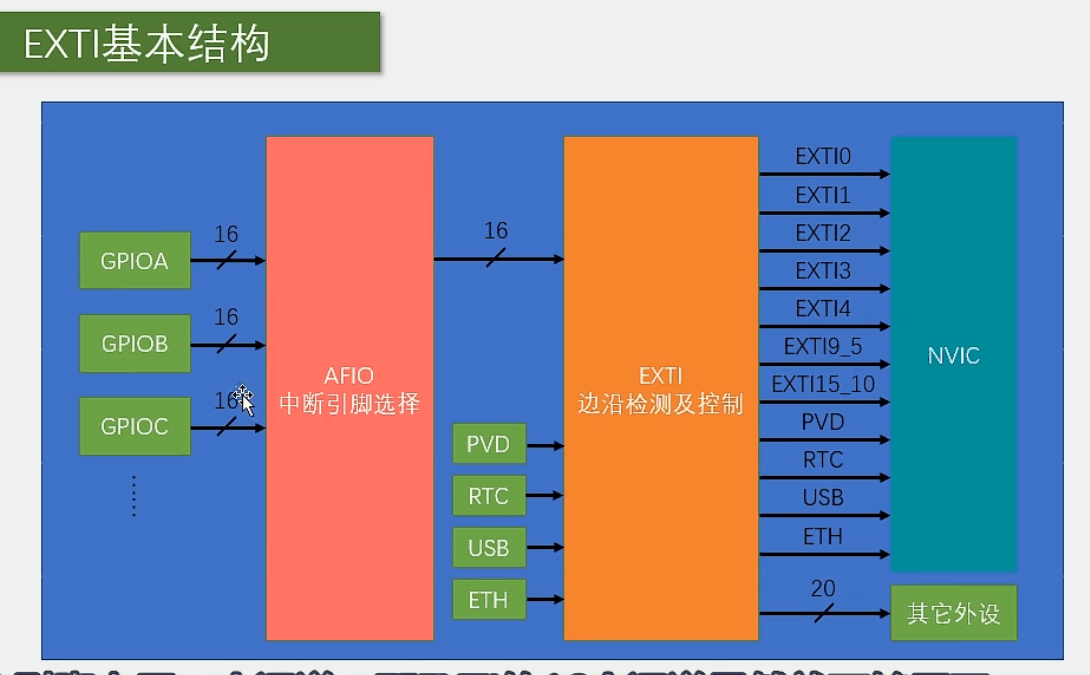 EXTI基本结构
16
GPIOA
16
GPIOB
16
GPIOC
AFIO
中断引脚选择
16
PVD
RTC
USB
ETH
EXTI
边沿检测及控制
EXTI0
EXTI1
EXTI2
EXTI3
EXTI4
EXTI9_5
EXTI15_10
PVD
RTC
USB
ETH
20
NVIC
其它外设